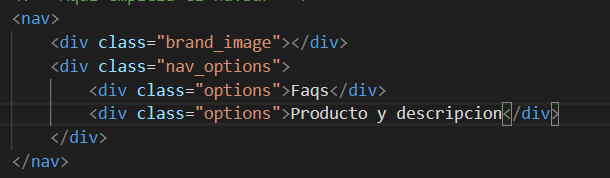 <nav>
<div class="brand_image"></div>
<div class="nav_options">
<div class="options">Faqs</div>
<div class="options">Producto y descripcion</div>
</div>
</nav>